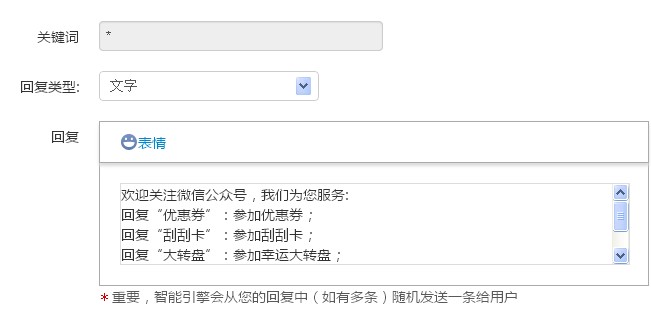 关键词
*
回复类型:
文字
回复
表情
欢迎关注微信公众号，我们为您服务:
回复“优惠券”：参加优惠券；
回复“刮刮卡”：参加刮刮卡；
回复“大转盘”：参加幸运大转盘；
*重要，智能引擎会从您的回复中（如有多条）随机发送一条给用户